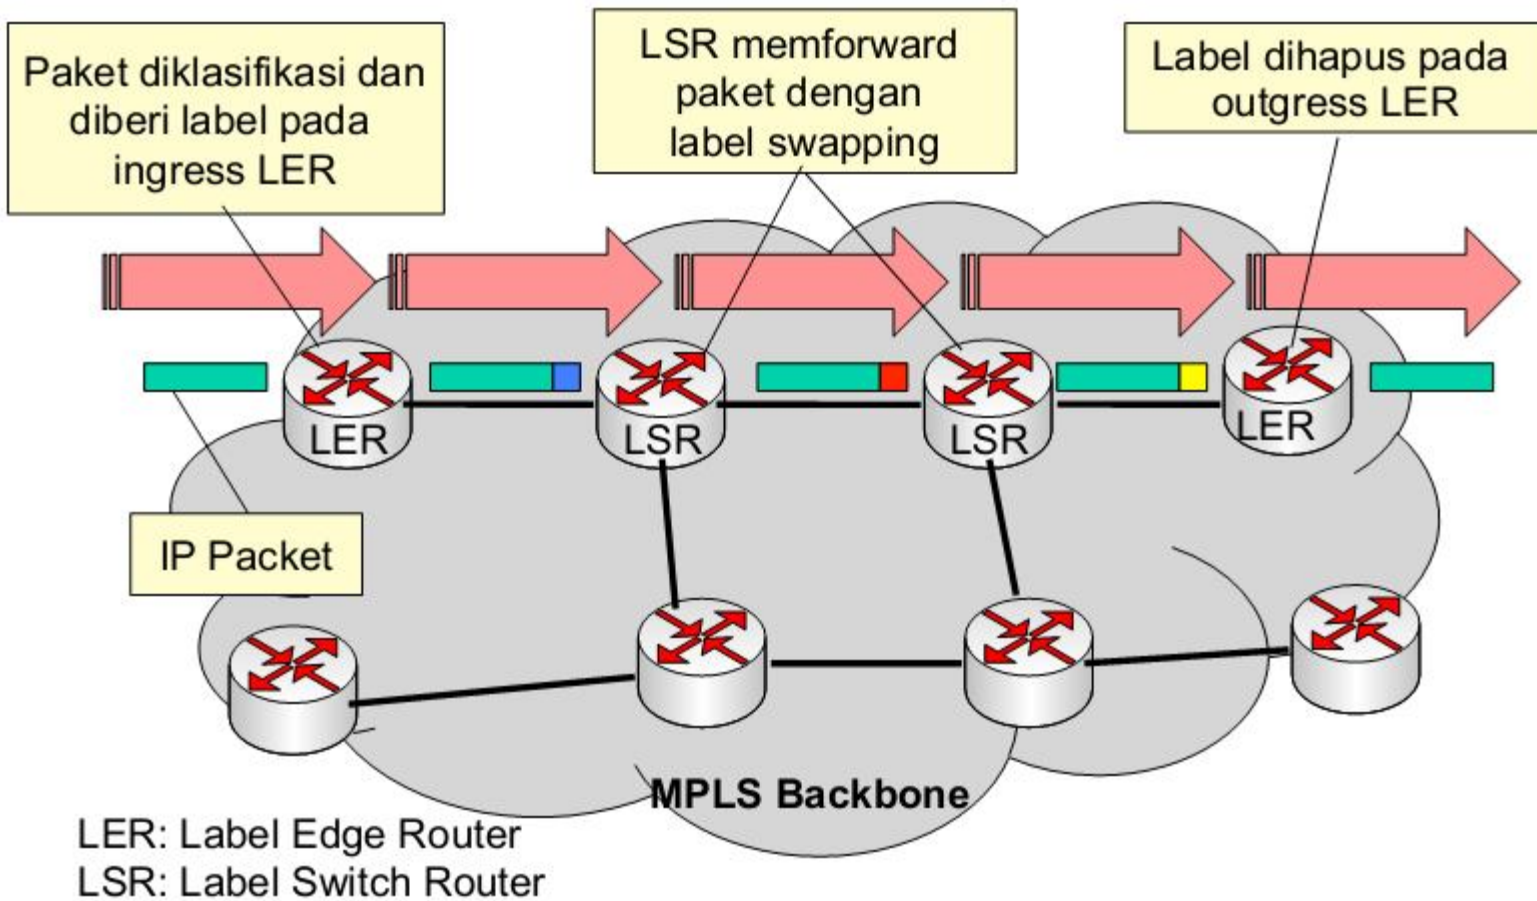 Paket diklasifikasi dan
diberi label pada
ingress LER
LSR memforward
paket dengan
label swapping
Label dihapus pada
outgress LER
LER
LSR
LSR
LER
IP Packet
MPLS Backbone
LER: Label Edge Router
LSR: Label Switch Router